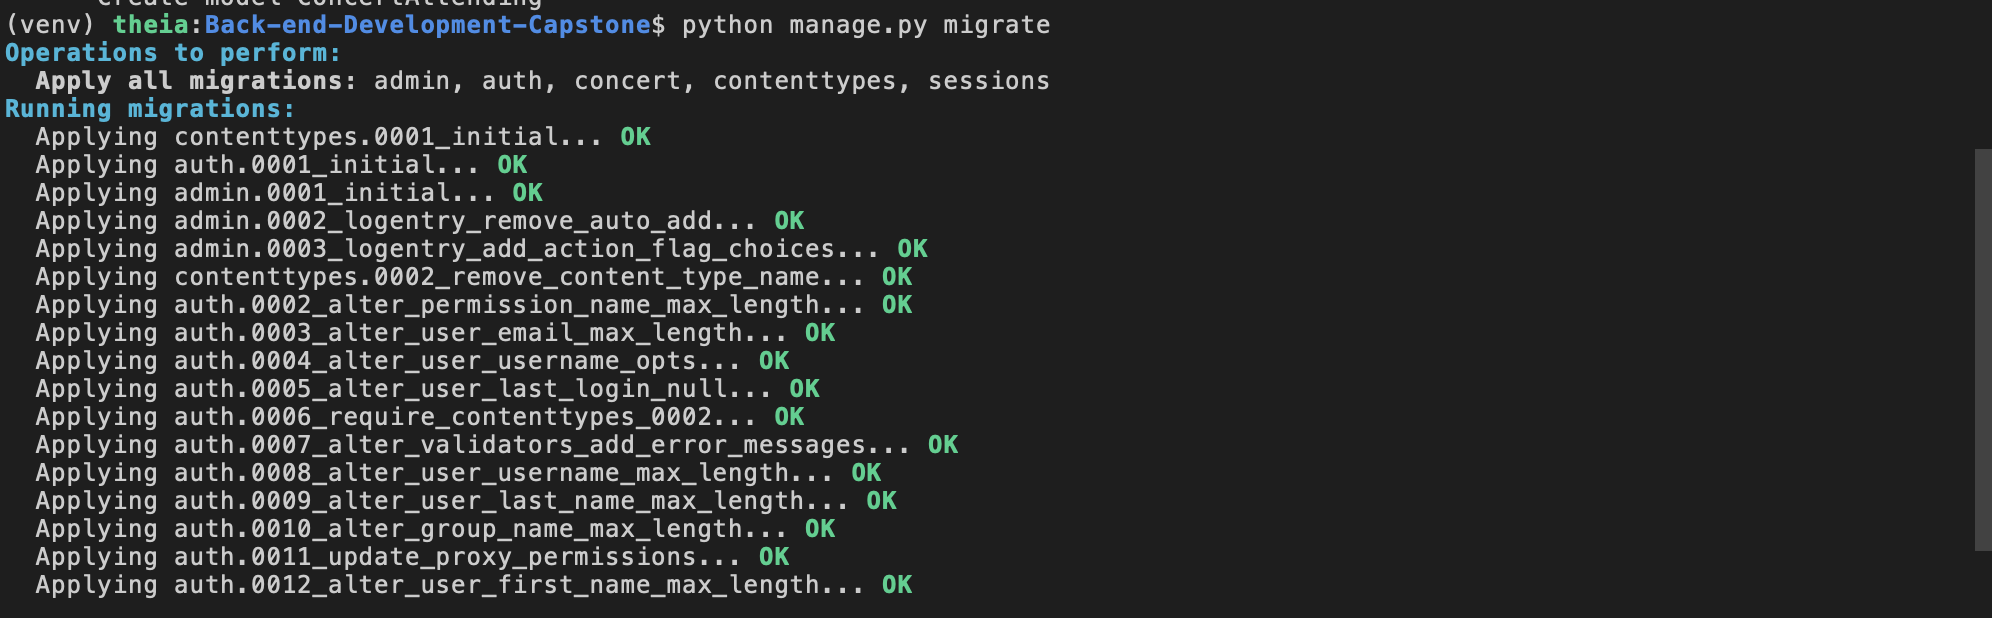 Create model ConcertAttending
(venv) theia:Back-end-Development-Capstone$ python manage.py migrate
Operations to perform:
  Apply all migrations: admin, auth, concert, contenttypes, sessions
Running migrations:
  Applying contenttypes.0001_initial... OK
  Applying auth.0001_initial... OK
  Applying admin.0001_initial... OK
  Applying admin.0002_logentry_remove_auto_add... OK
  Applying admin.0003_logentry_add_action_flag_choices... OK
  Applying contenttypes.0002_remove_content_type_name... OK
  Applying auth.0002_alter_permission_name_max_length... OK
  Applying auth.0003_alter_user_email_max_length... OK
  Applying auth.0004_alter_user_username_opts... OK
  Applying auth.0005_alter_user_last_login_null... OK
  Applying auth.0006_require_contenttypes_0002... OK
  Applying auth.0007_alter_validators_add_error_messages... OK
  Applying auth.0008_alter_user_username_max_length... OK
  Applying auth.0009_alter_user_last_name_max_length... OK
  Applying auth.0010_alter_group_name_max_length... OK
  Applying auth.0011_update_proxy_permissions... OK
  Applying auth.0012_alter_user_first_name_max_length... OK